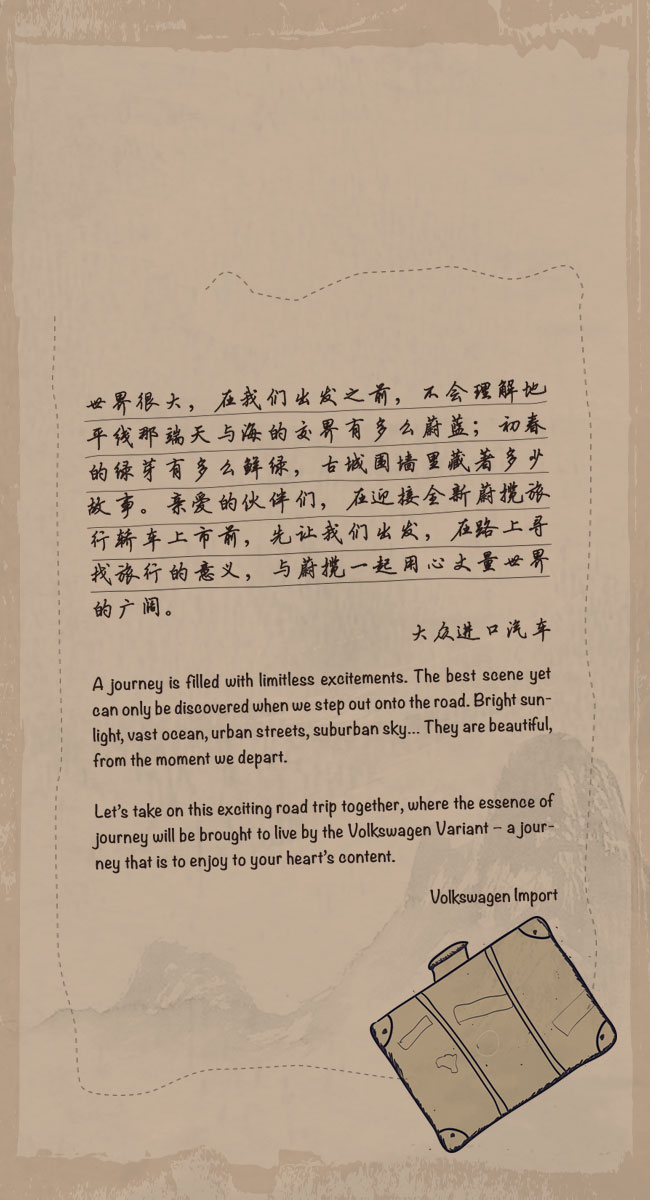 世界很大，在我们出发之前，不会理解地
平线那端天与海的交界有多么蔚蓝；初春
的绿芽有多么鲜绿，古城围墙里藏著多少
故事。亲爱的伙伴们，在迎接全新蔚揽旅
行轿车上市前，先让我们出发，在路上寻
找旅行的意义，与蔚揽一起用心丈量世界
的广阔。
大众进口汽车
A journey is filled with limitless excitements. The best scene yet
can only be discovered when we step out onto the road. Bright sun-
light, vast ocean, urban streets, suburban sky... They are beautiful,
from the moment we depart.
Let's take on this exciting road trip together, where the essence of
journey will be brought to live by the Volkswagen Variant – a jour-
ney that is to enjoy to your heart's content.
Volkswagen Import